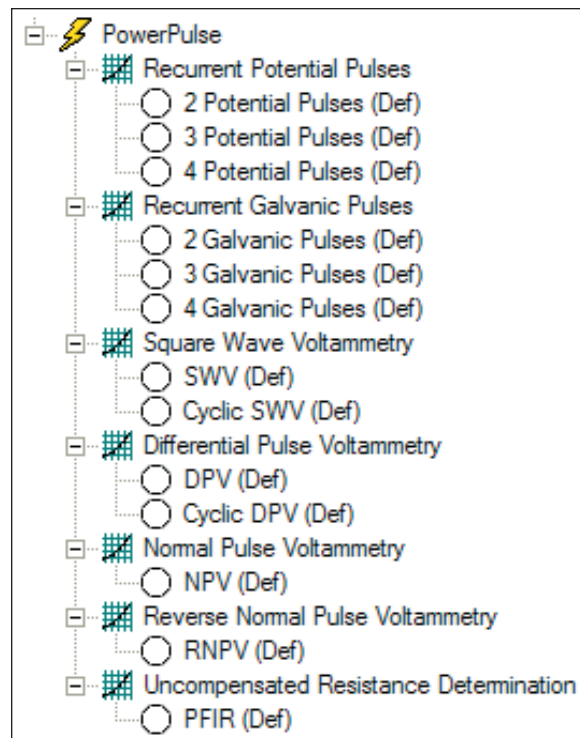 PowerPulse
Recurrent Potential Pulses
2 Potential Pulses (Def)
3 Potential Pulses (Def)
4 Potential Pulses (Def)
Recurrent Galvanic Pulses
2 Galvanic Pulses (Def)
3 Galvanic Pulses (Def)
4 Galvanic Pulses (Def)
Square Wave Voltammetry
SWV (Def)
Cyclic SWV (Def)
Differential Pulse Voltammetry
DPV (Def)
Cyclic DPV (Def)
Normal Pulse Voltammetry
NPV (Def)
Reverse Normal Pulse Voltammetry
RNPV (Def)
Uncompensated Resistance Determination
PFIR (Def)